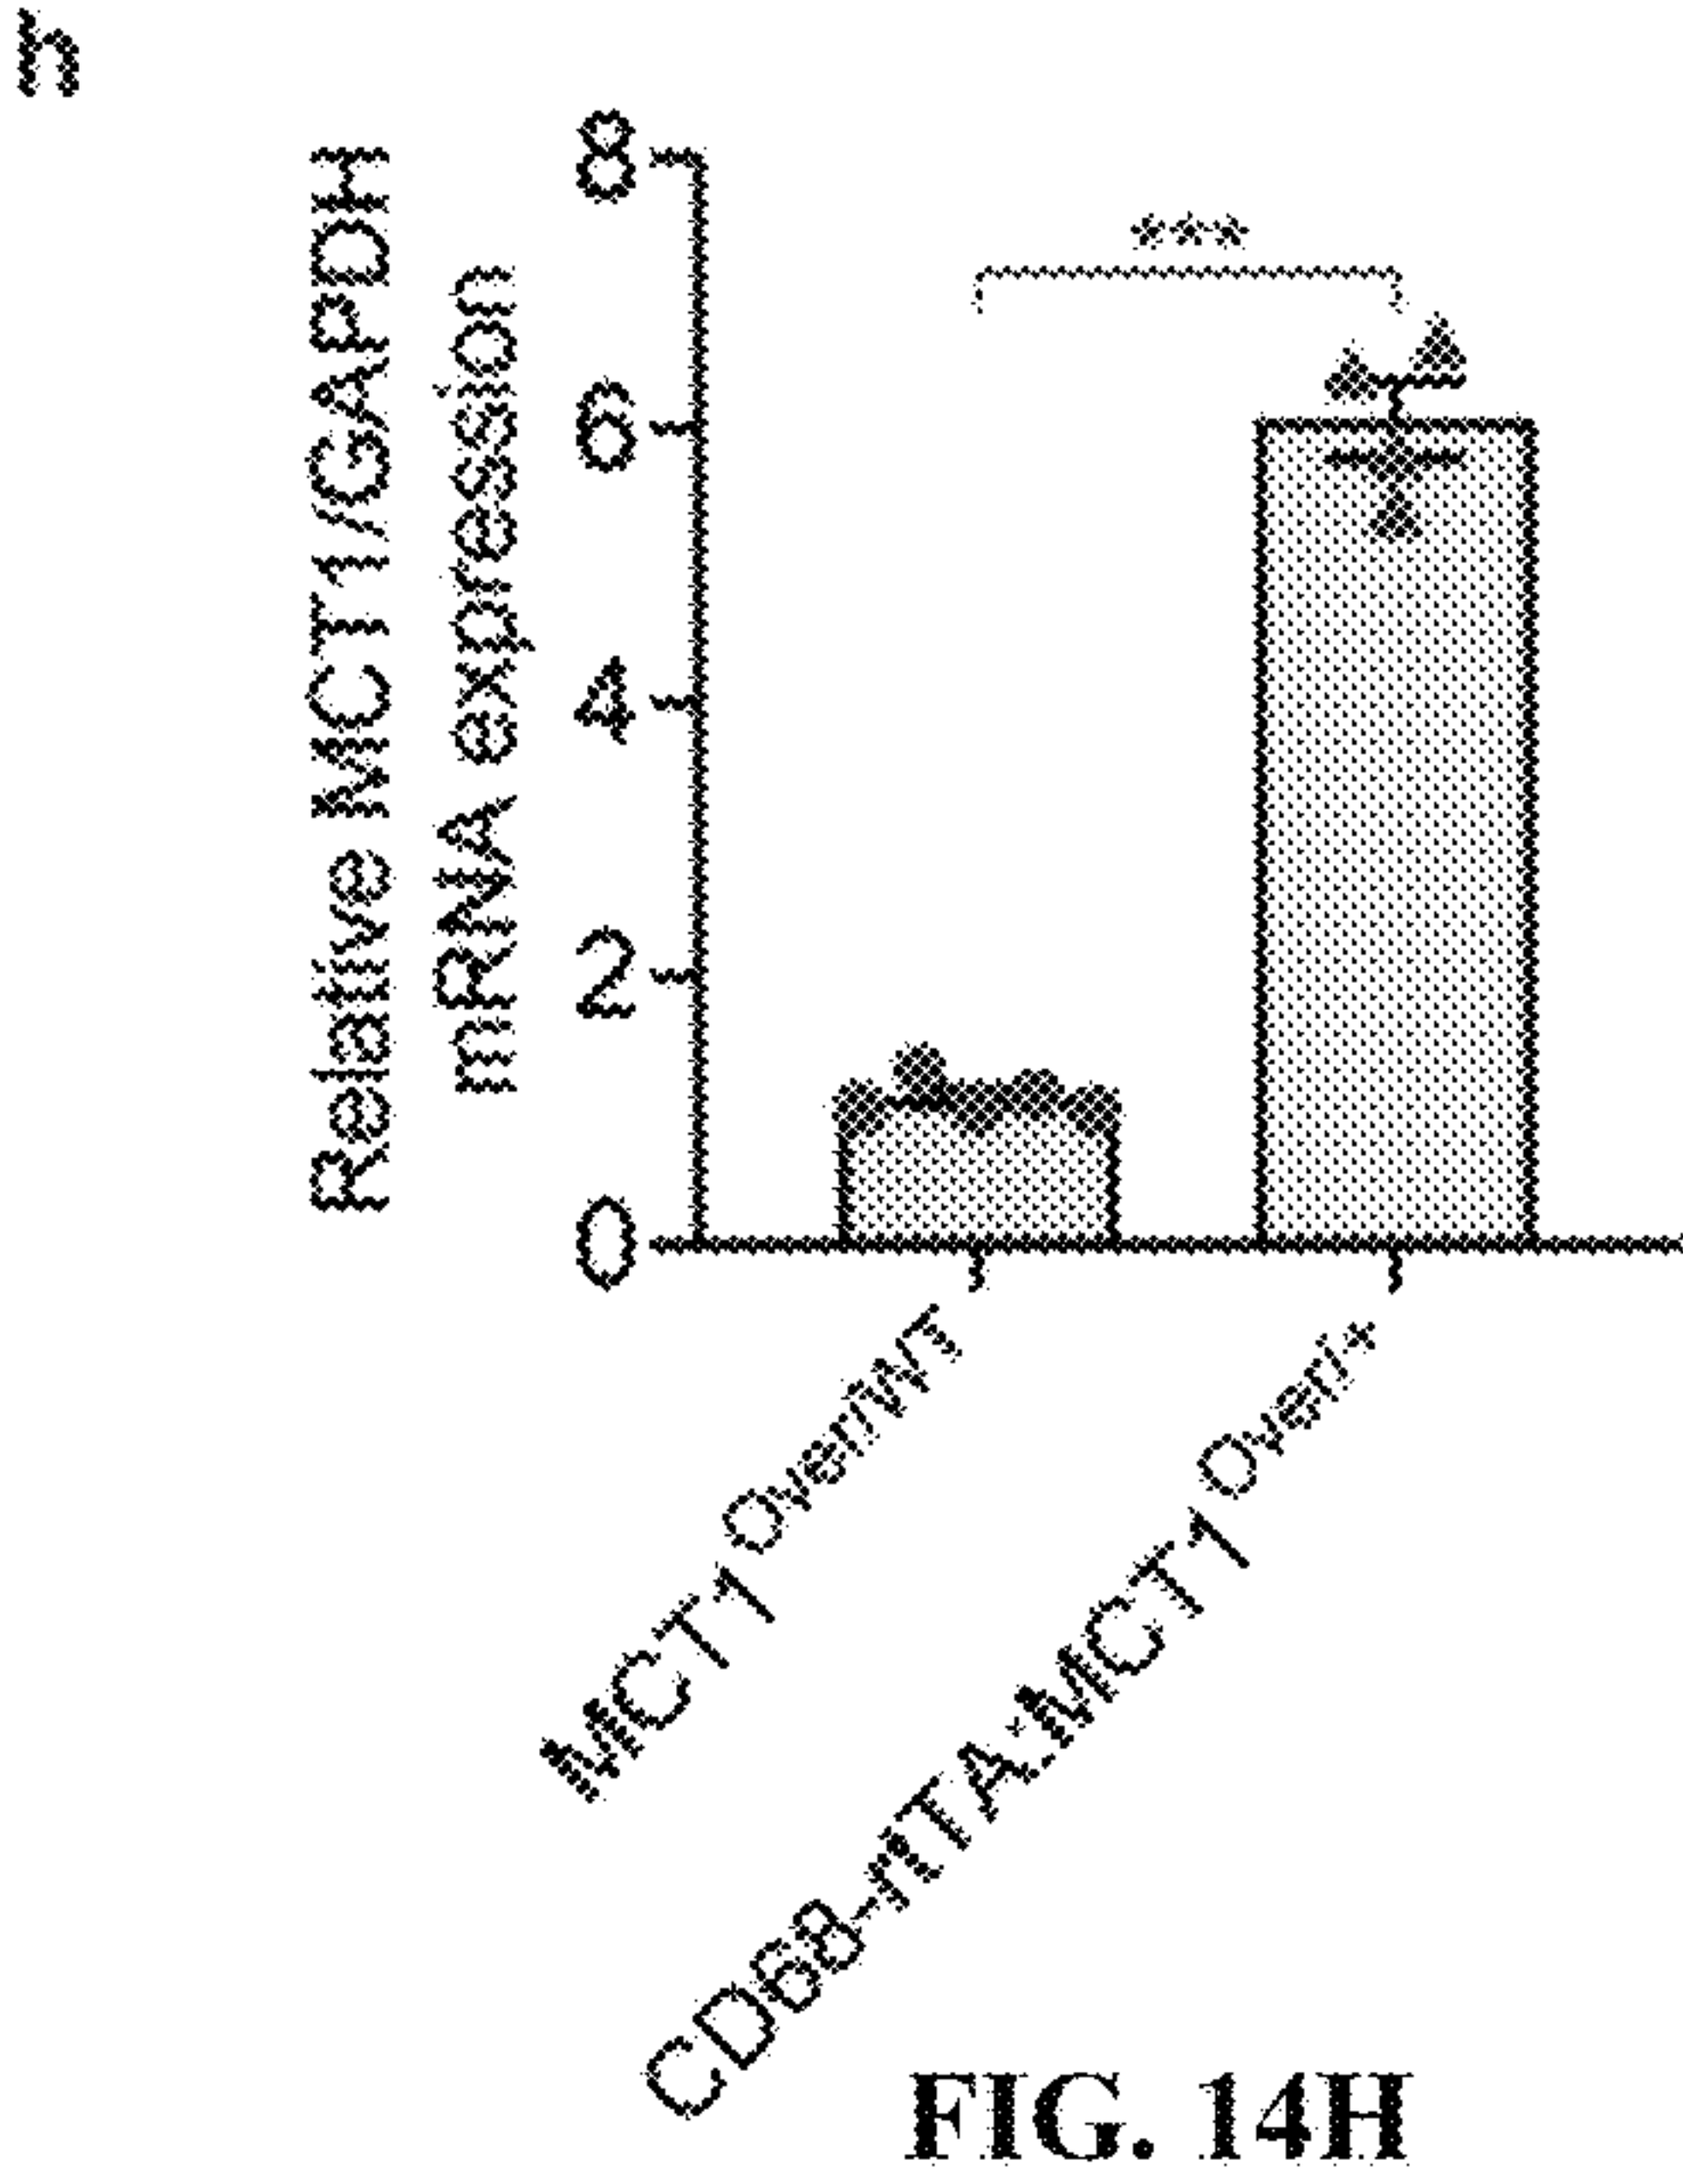 h
Relative MCT1/GAPDH
mRNA expression
8
6
4
2
0
***
MCT1^Over/WT
CD68-rtTA:MCT1^Over/+
FIG. 14H